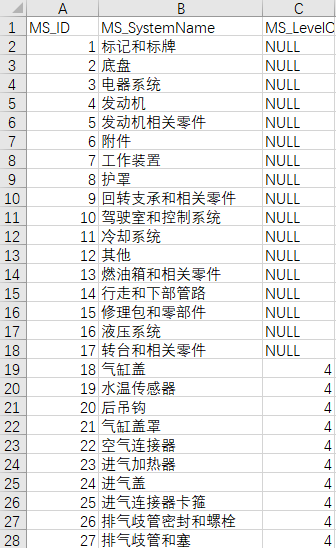 A B C
1 MS_ID MS_SystemName MS_LevelC
2 1 标记和标牌 NULL
3 2 底盘 NULL
4 3 电器系统 NULL
5 4 发动机 NULL
6 5 发动机相关零件 NULL
7 6 附件 NULL
8 7 工作装置 NULL
9 8 护罩 NULL
10 9 回转支承和相关零件 NULL
11 10 驾驶室和控制系统 NULL
12 11 冷却系统 NULL
13 12 其他 NULL
14 13 燃油箱和相关零件 NULL
15 14 行走和下部管路 NULL
16 15 修理包和零部件 NULL
17 16 液压系统 NULL
18 17 转台和相关零件 NULL
19 18 气缸盖 4
20 19 水温传感器 4
21 20 后吊钩 4
22 21 气缸盖罩 4
23 22 空气连接器 4
24 23 进气加热器 4
25 24 进气盖 4
26 25 进气连接器卡箍 4
27 26 排气歧管密封和螺栓 4
28 27 排气歧管和塞 4